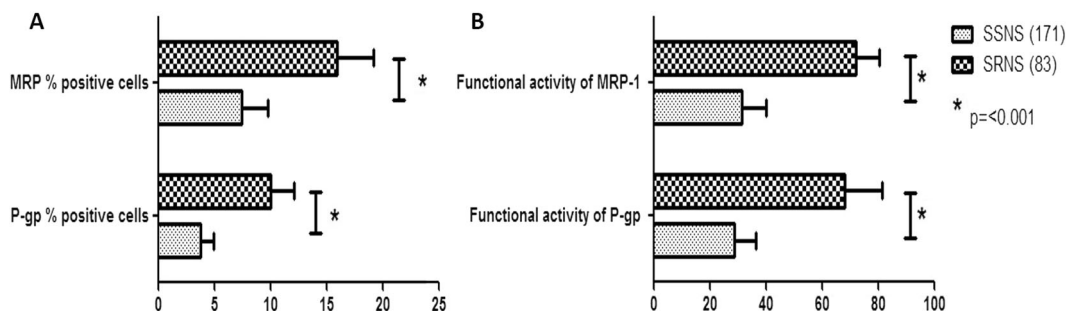 A
MRP % positive cells
*
P-gp % positive cells
*
0 5 10 15 20 25
B
Functional activity of MRP-1
*
Functional activity of P-gp
*
0 20 40 60 80 100
SSNS (171)
SRNS (83)
* p=<0.001